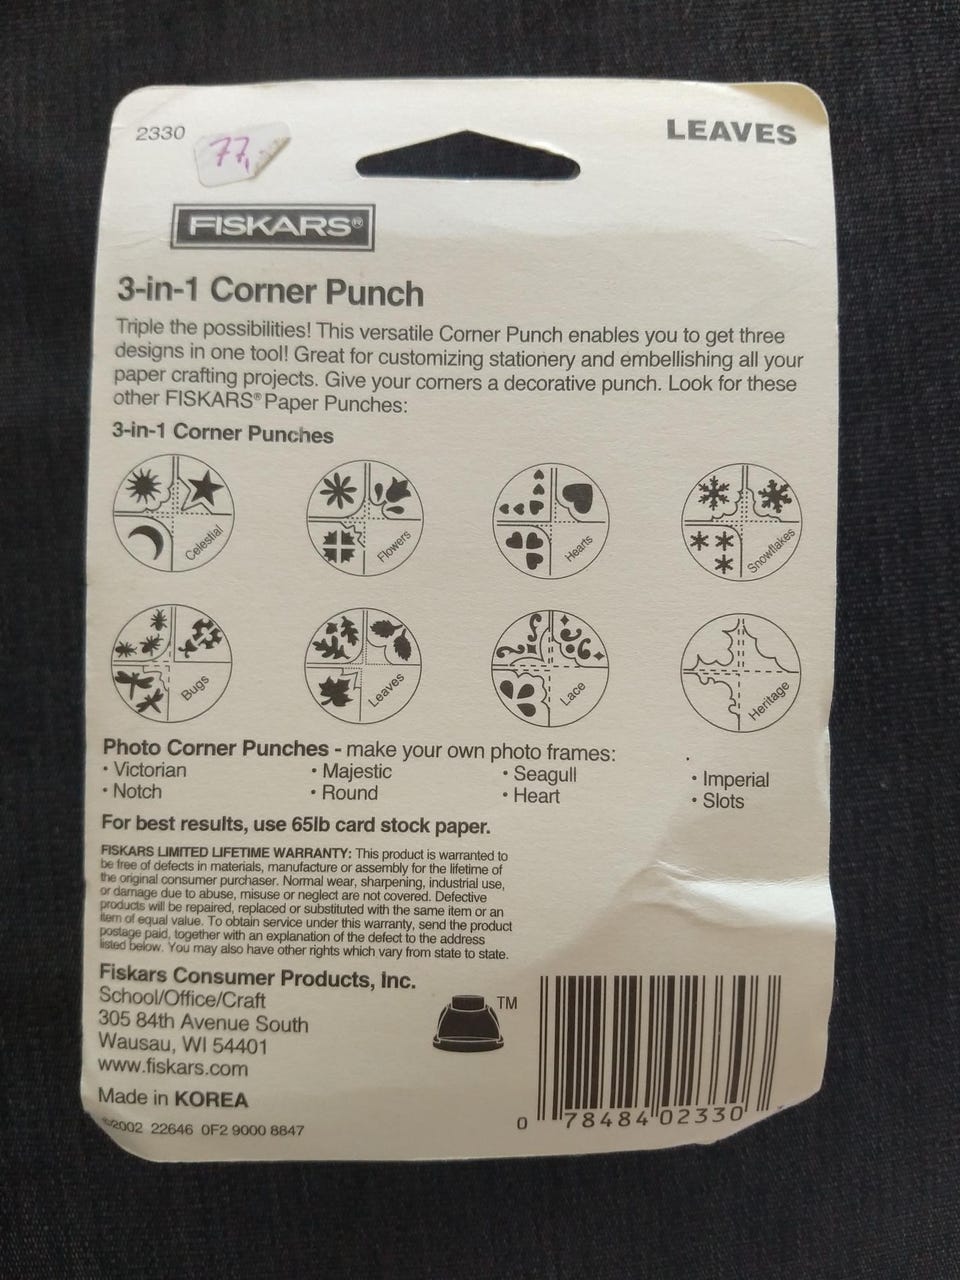 2330
77,
LEAVES
FISKARS®
3-in-1 Corner Punch
Triple the possibilities! This versatile Corner Punch enables you to get three
designs in one tool! Great for customizing stationery and embellishing all your
paper crafting projects. Give your corners a decorative punch. Look for these
other FISKARS® Paper Punches:
3-in-1 Corner Punches
Celestial
Flowers
Hearts
Snowflakes
Bugs
Leaves
Lace
Heritage
Photo Corner Punches - make your own photo frames:
• Victorian • Majestic • Seagull • Imperial
• Notch • Round • Heart • Slots
For best results, use 65lb card stock paper.
FISKARS LIMITED LIFETIME WARRANTY: This product is warranted to
be free of defects in materials, manufacture or assembly for the lifetime of
the original consumer purchaser. Normal wear, sharpening, industrial use,
or damage due to abuse, misuse or neglect are not covered. Defective
products will be repaired, replaced or substituted with the same item or an
item of equal value. To obtain service under this warranty, send the product
postage paid, together with an explanation of the defect to the address
listed below. You may also have other rights which vary from state to state.
Fiskars Consumer Products, Inc.
School/Office/Craft
305 84th Avenue South
Wausau, WI 54401
www.fiskars.com
Made in KOREA
©2002 22646 0F2 9000 8847
TM
0 78484 02330